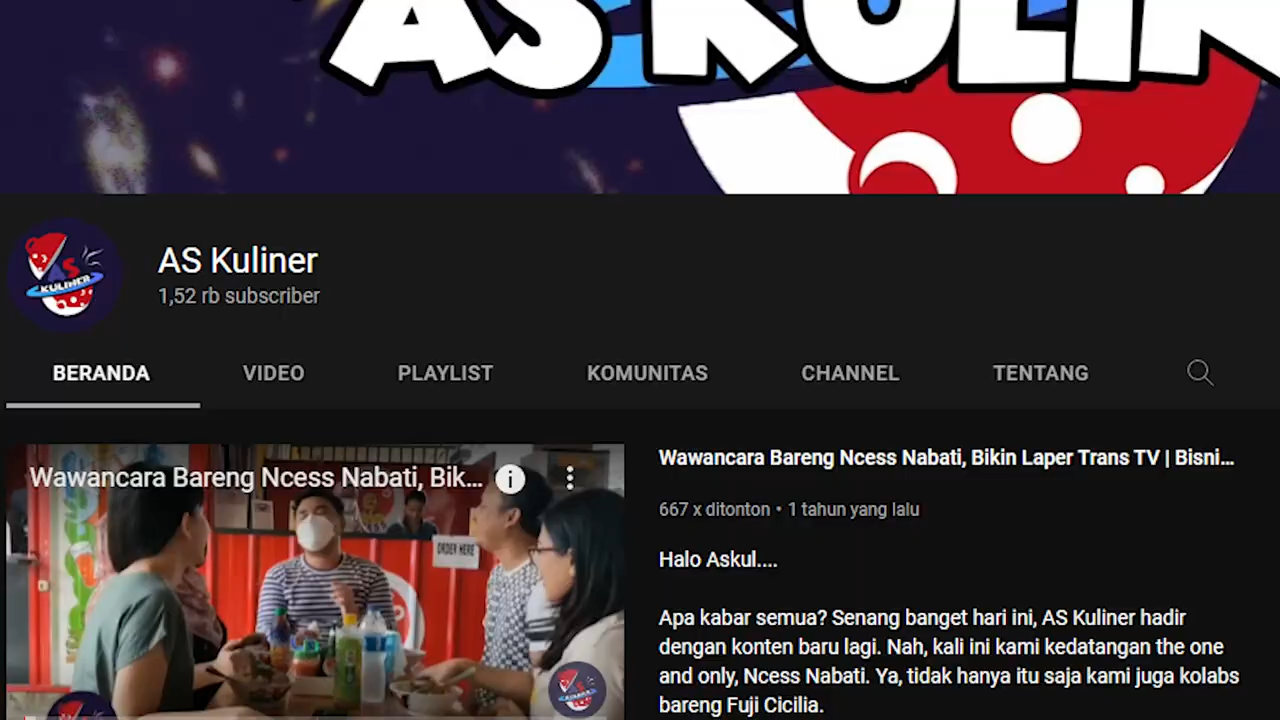 AS KULIN
AS
KULINER
AS Kuliner
1,52 rb subscriber
BERANDA VIDEO PLAYLIST KOMUNITAS CHANNEL TENTANG
Wawancara Bareng Ncess Nabati, Bik...
ORDER HERE
Wawancara Bareng Ncess Nabati, Bikin Laper Trans TV | Bisni...
667 x ditonton • 1 tahun yang lalu
Halo Askul....
Apa kabar semua? Senang banget hari ini, AS Kuliner hadir
dengan konten baru lagi. Nah, kali ini kami kedatangan the one
and only, Ncess Nabati. Ya, tidak hanya itu saja kami juga kolabs
bareng Fuji Cicilia.